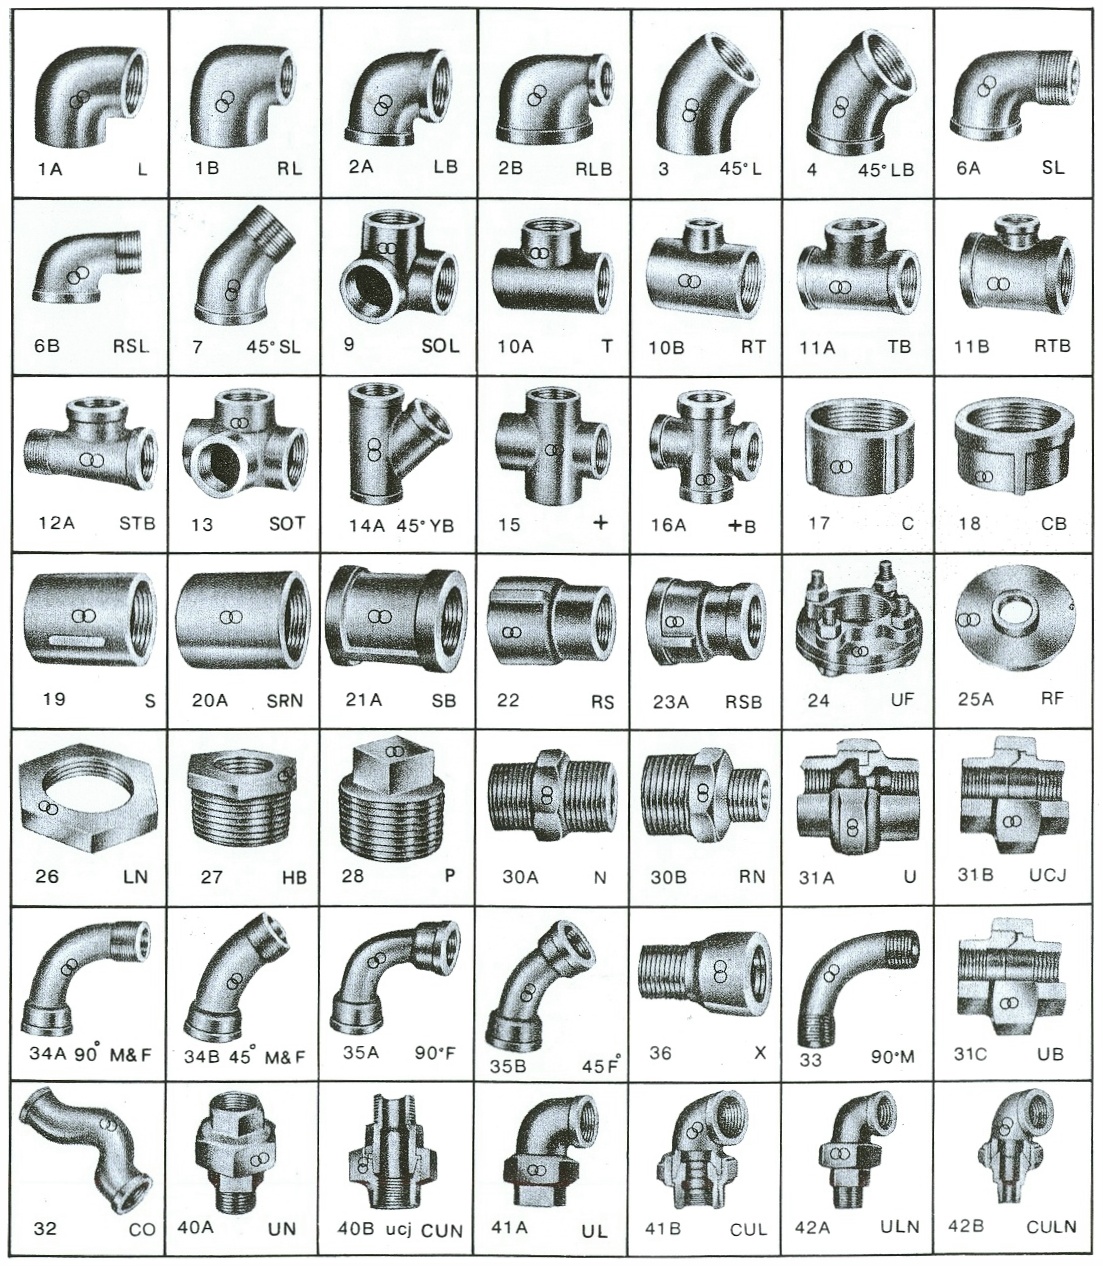 1A L
1B RL
2A LB
2B RLB
3 45°L
4 45°LB
6A SL
6B RSL
7 45°SL
9 SOL
10A T
10B RT
11A TB
11B RTB
12A STB
13 SOT
14A 45°YB
15 +
16A +B
17 C
18 CB
19 S
20A SRN
21A SB
22 RS
23A RSB
24 UF
25A RF
26 LN
27 HB
28 P
30A N
30B RN
31A U
31B UCJ
34A 90° M&F
34B 45° M&F
35A 90°F
35B 45F°
36 X
33 90°M
31C UB
32 CO
40A UN
40B ucj CUN
41A UL
41B CUL
42A ULN
42B CULN